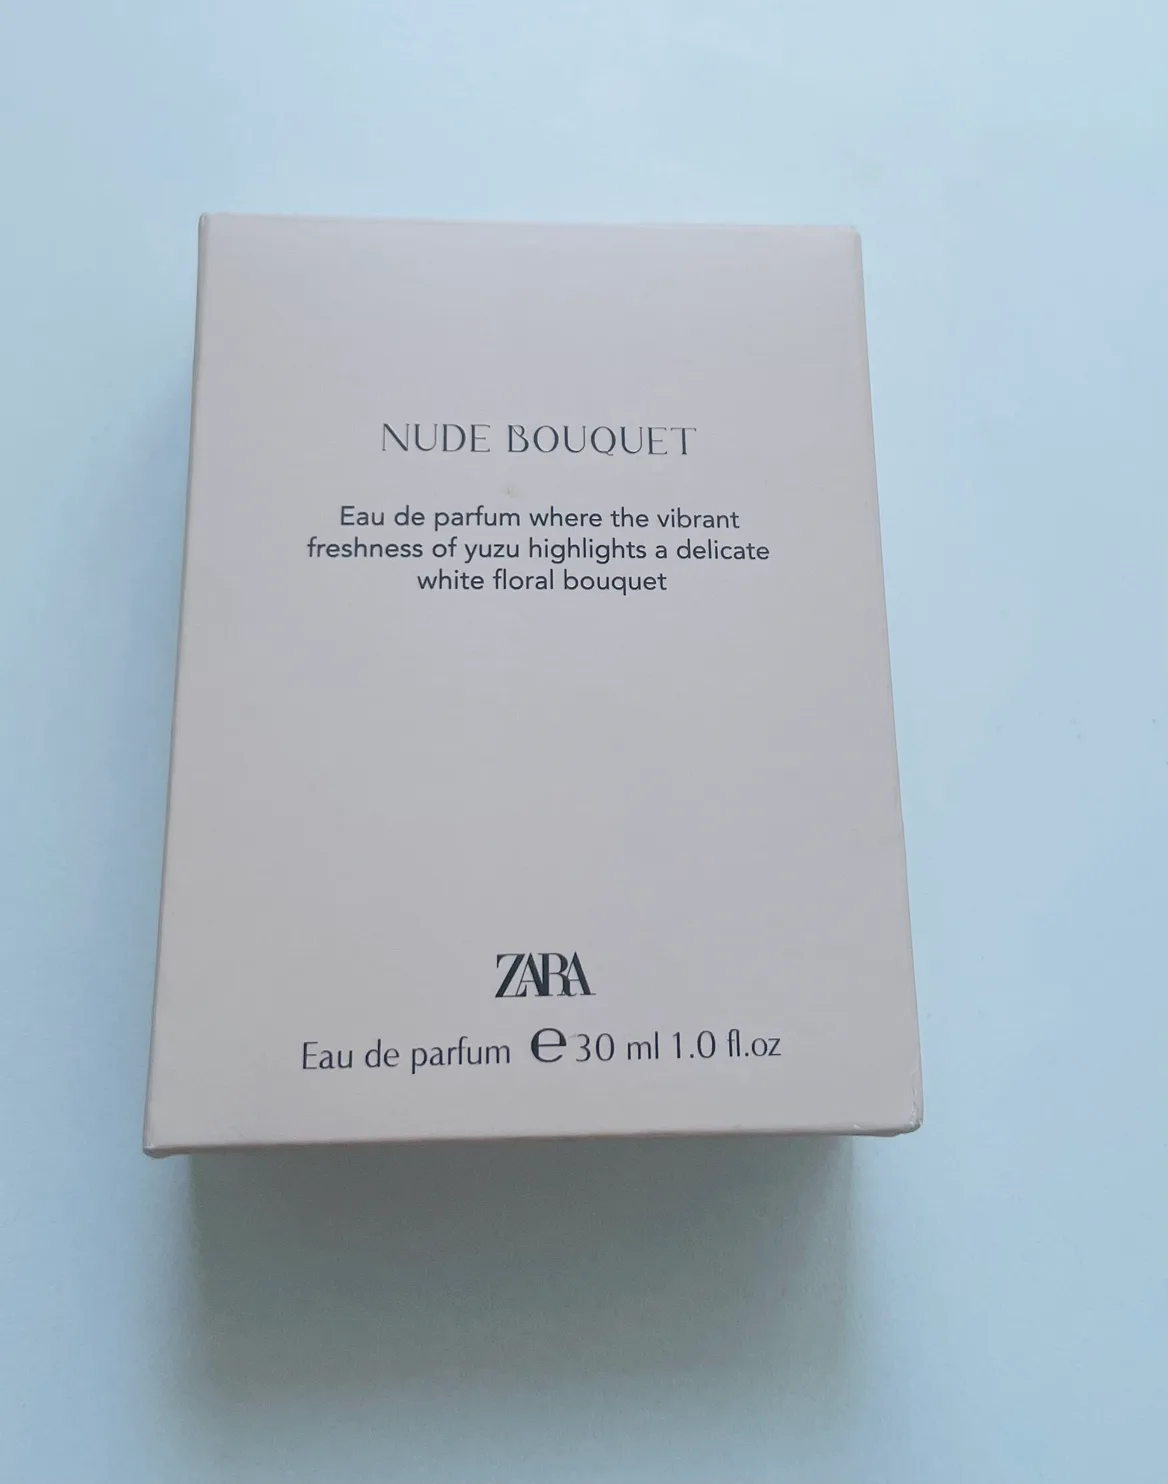 NUDE BOUQUET
Eau de parfum where the vibrant
freshness of yuzu highlights a delicate
white floral bouquet
ZARA
Eau de parfum ℮ 30 ml 1.0 fl.oz